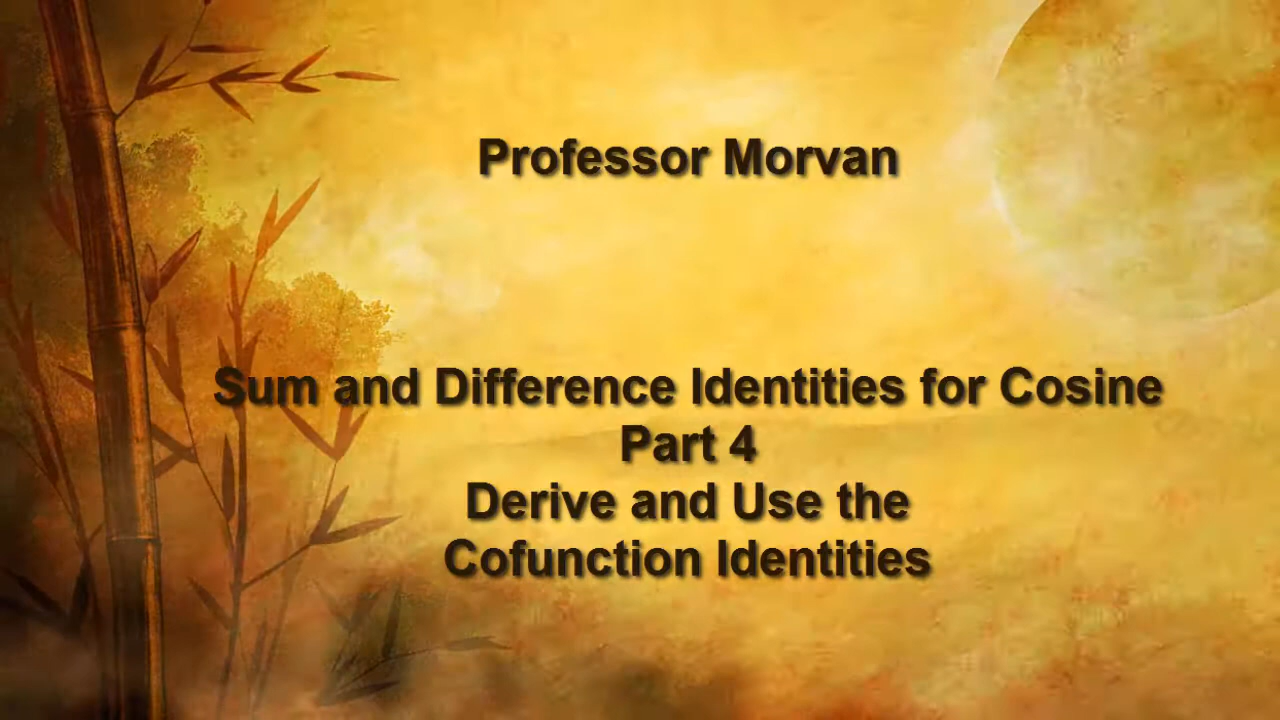 Professor Morvan
Sum and Difference Identities for Cosine
Part 4
Derive and Use the
Cofunction Identities